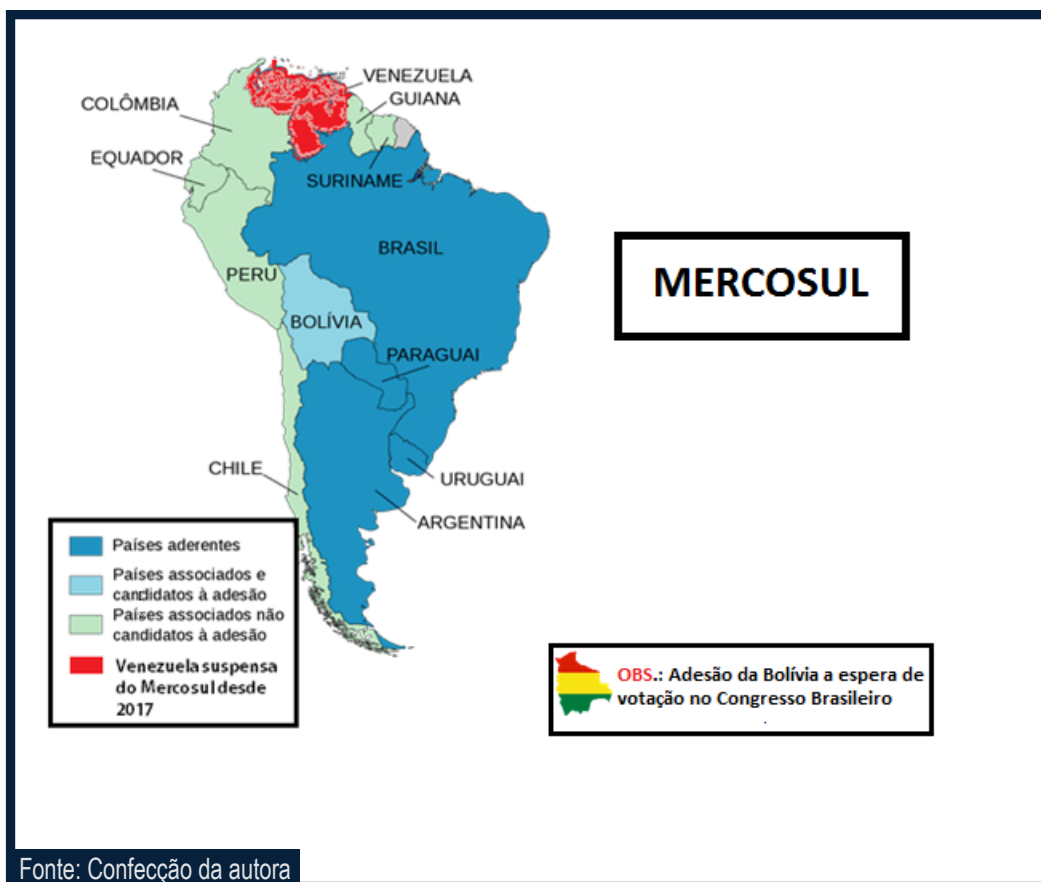 VENEZUELA
COLÔMBIA
GUIANA
EQUADOR
SURINAME
BRASIL
MERCOSUL
PERU
BOLÍVIA
PARAGUAI
CHILE
URUGUAI
ARGENTINA
Países aderentes
Países associados e
candidatos à adesão
Países associados não
candidatos à adesão
Venezuela suspensa
do Mercosul desde
2017
OBS.: Adesão da Bolívia a espera de
votação no Congresso Brasileiro
.
Fonte: Confecção da autora